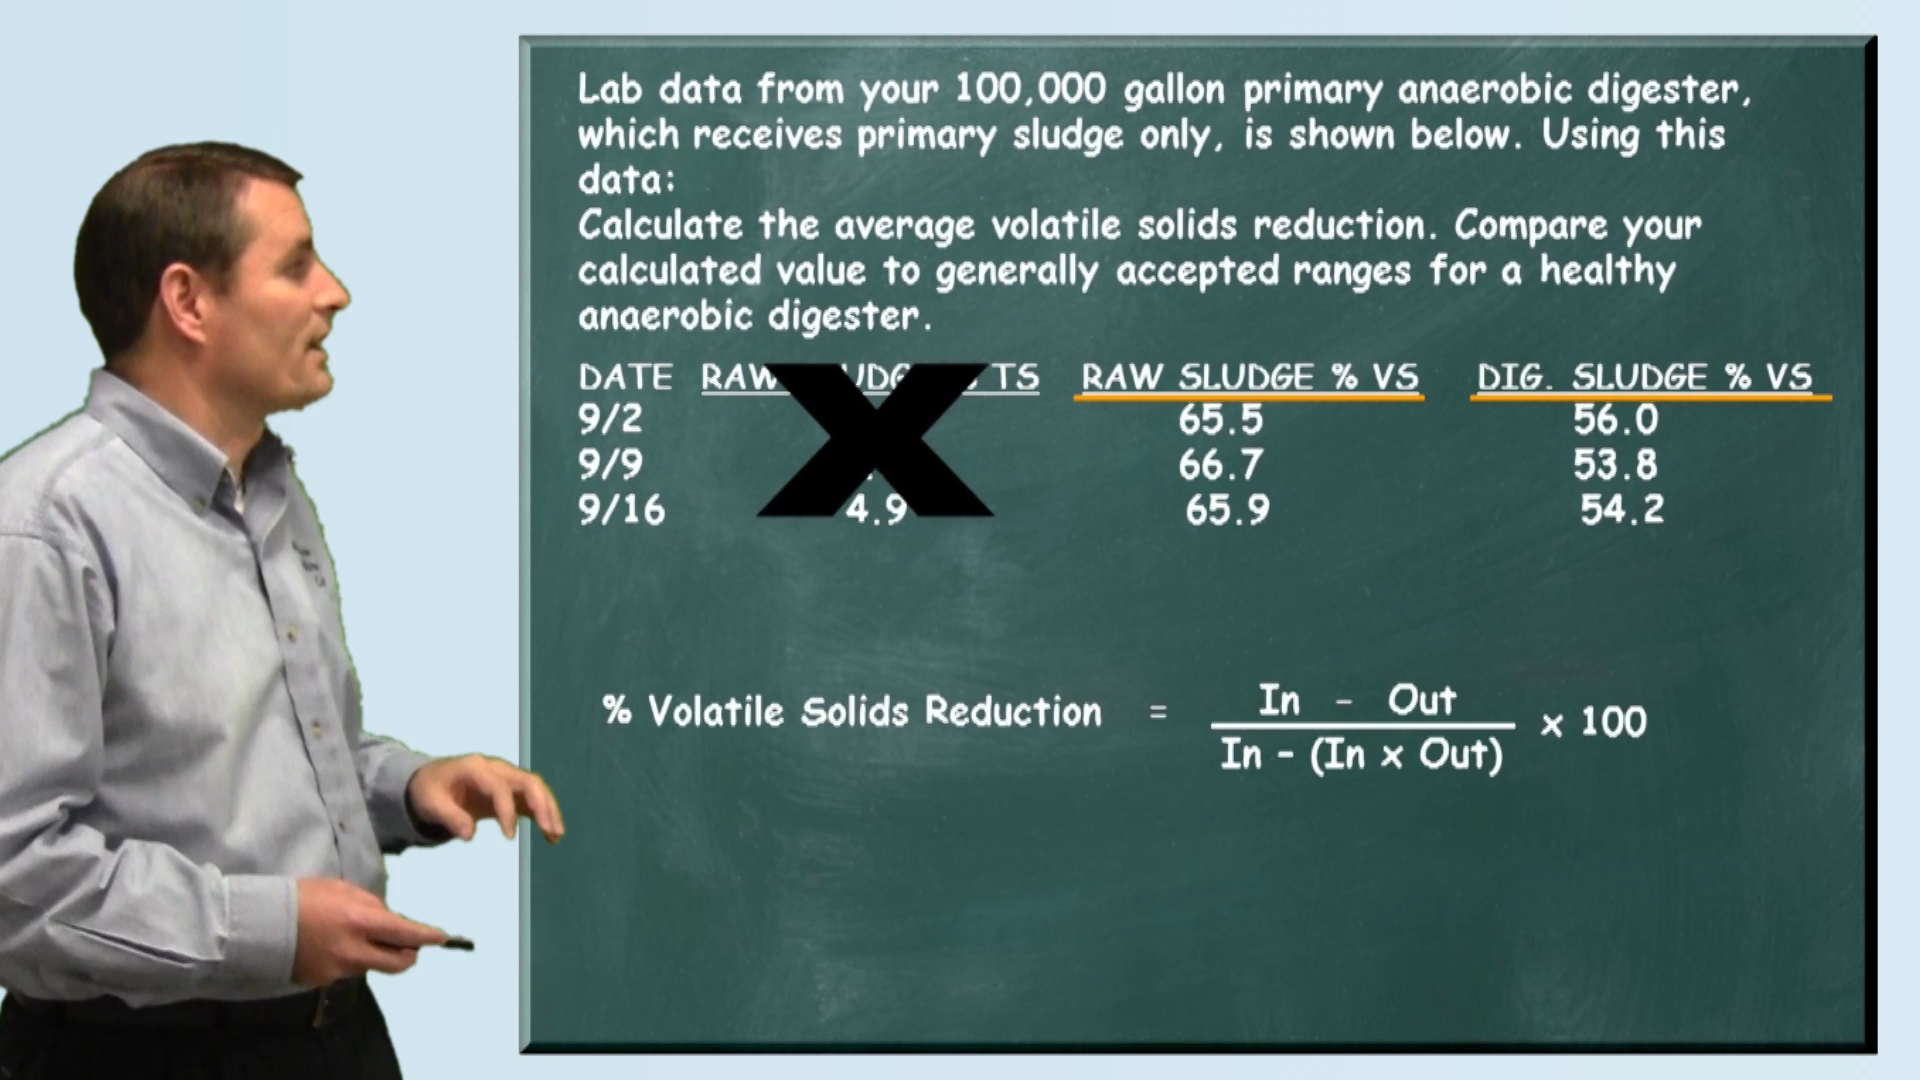 Lab data from your 100,000 gallon primary anaerobic digester,
which receives primary sludge only, is shown below. Using this
data:
Calculate the average volatile solids reduction. Compare your
calculated value to generally accepted ranges for a healthy
anaerobic digester.
DATE RAW TS RAW SLUDGE % VS DIG. SLUDGE % VS
9/2 65.5 56.0
9/9 66.7 53.8
9/16 4.9 65.9 54.2
% Volatile Solids Reduction = In - Out
In - (In x Out) x 100